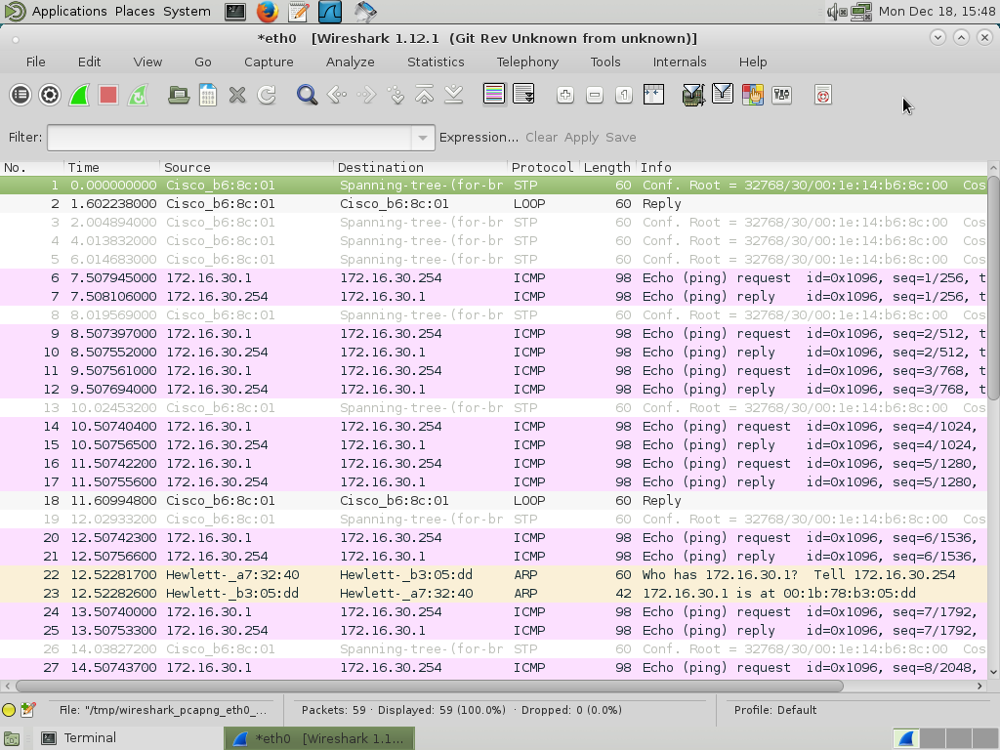 Applications Places System Mon Dec 18, 15:48
*eth0 [Wireshark 1.12.1 (Git Rev Unknown from unknown)]
File Edit View Go Capture Analyze Statistics Telephony Tools Internals Help
Filter: Expression... Clear Apply Save
No. Time Source Destination Protocol Length Info
1 0.000000000 Cisco_b6:8c:01 Spanning-tree-(for-br STP 60 Conf. Root = 32768/30/00:1e:14:b6:8c:00 Cos
2 1.602238000 Cisco_b6:8c:01 Cisco_b6:8c:01 LOOP 60 Reply
3 2.004894000 Cisco_b6:8c:01 Spanning-tree-(for-br STP 60 Conf. Root = 32768/30/00:1e:14:b6:8c:00 Cos
4 4.013832000 Cisco_b6:8c:01 Spanning-tree-(for-br STP 60 Conf. Root = 32768/30/00:1e:14:b6:8c:00 Cos
5 6.014683000 Cisco_b6:8c:01 Spanning-tree-(for-br STP 60 Conf. Root = 32768/30/00:1e:14:b6:8c:00 Cos
6 7.507945000 172.16.30.1 172.16.30.254 ICMP 98 Echo (ping) request id=0x1096, seq=1/256, t
7 7.508106000 172.16.30.254 172.16.30.1 ICMP 98 Echo (ping) reply id=0x1096, seq=1/256, t
8 8.019569000 Cisco_b6:8c:01 Spanning-tree-(for-br STP 60 Conf. Root = 32768/30/00:1e:14:b6:8c:00 Cos
9 8.507397000 172.16.30.1 172.16.30.254 ICMP 98 Echo (ping) request id=0x1096, seq=2/512, t
10 8.507552000 172.16.30.254 172.16.30.1 ICMP 98 Echo (ping) reply id=0x1096, seq=2/512, t
11 9.507561000 172.16.30.1 172.16.30.254 ICMP 98 Echo (ping) request id=0x1096, seq=3/768, t
12 9.507694000 172.16.30.254 172.16.30.1 ICMP 98 Echo (ping) reply id=0x1096, seq=3/768, t
13 10.02453200 Cisco_b6:8c:01 Spanning-tree-(for-br STP 60 Conf. Root = 32768/30/00:1e:14:b6:8c:00 Cos
14 10.50740400 172.16.30.1 172.16.30.254 ICMP 98 Echo (ping) request id=0x1096, seq=4/1024,
15 10.50756500 172.16.30.254 172.16.30.1 ICMP 98 Echo (ping) reply id=0x1096, seq=4/1024,
16 11.50742200 172.16.30.1 172.16.30.254 ICMP 98 Echo (ping) request id=0x1096, seq=5/1280,
17 11.50755600 172.16.30.254 172.16.30.1 ICMP 98 Echo (ping) reply id=0x1096, seq=5/1280,
18 11.60994800 Cisco_b6:8c:01 Cisco_b6:8c:01 LOOP 60 Reply
19 12.02933200 Cisco_b6:8c:01 Spanning-tree-(for-br STP 60 Conf. Root = 32768/30/00:1e:14:b6:8c:00 Cos
20 12.50742300 172.16.30.1 172.16.30.254 ICMP 98 Echo (ping) request id=0x1096, seq=6/1536,
21 12.50756600 172.16.30.254 172.16.30.1 ICMP 98 Echo (ping) reply id=0x1096, seq=6/1536,
22 12.52281700 Hewlett-_a7:32:40 Hewlett-_b3:05:dd ARP 60 Who has 172.16.30.1? Tell 172.16.30.254
23 12.52282600 Hewlett-_b3:05:dd Hewlett-_a7:32:40 ARP 42 172.16.30.1 is at 00:1b:78:b3:05:dd
24 13.50740000 172.16.30.1 172.16.30.254 ICMP 98 Echo (ping) request id=0x1096, seq=7/1792,
25 13.50753300 172.16.30.254 172.16.30.1 ICMP 98 Echo (ping) reply id=0x1096, seq=7/1792,
26 14.03827200 Cisco_b6:8c:01 Spanning-tree-(for-br STP 60 Conf. Root = 32768/30/00:1e:14:b6:8c:00 Cos
27 14.50743700 172.16.30.1 172.16.30.254 ICMP 98 Echo (ping) request id=0x1096, seq=8/2048,
File: "/tmp/wireshark_pcapng_eth0_... Packets: 59 · Displayed: 59 (100.0%) · Dropped: 0 (0.0%) Profile: Default
Terminal *eth0 [Wireshark 1.1...